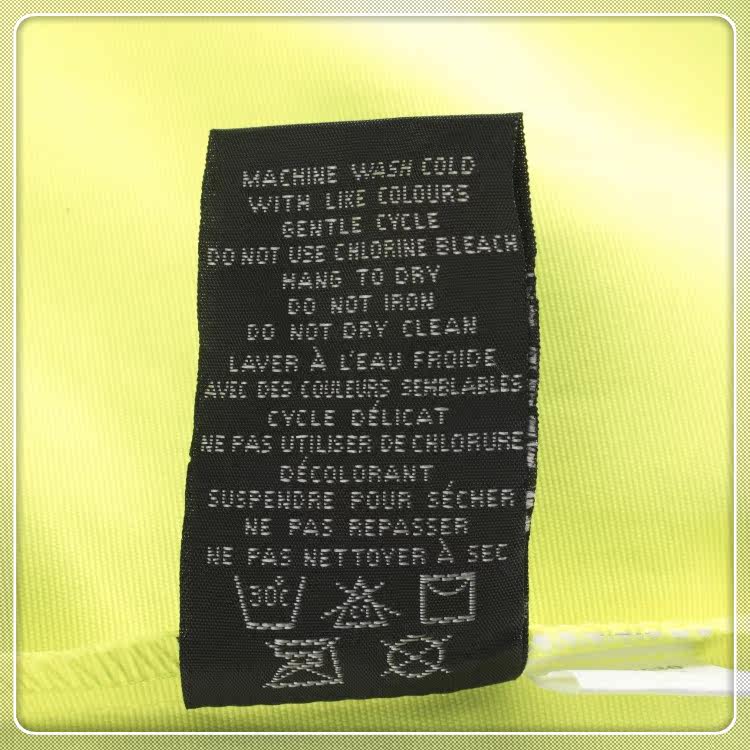 MACHINE WASH COLD
WITH LIKE COLOURS
GENTLE CYCLE
DO NOT USE CHLORINE BLEACH
HANG TO DRY
DO NOT IRON
DO NOT DRY CLEAN
LAVER À L'EAU FROIDE
AVEC DES COULEURS SEMBLABLES
CYCLE DÉLICAT
NE PAS UTILISER DE CHLORURE
DÉCOLORANT
SUSPENDRE POUR SÉCHER
NE PAS REPASSER
NE PAS NETTOYER À SEC
30°C Cl